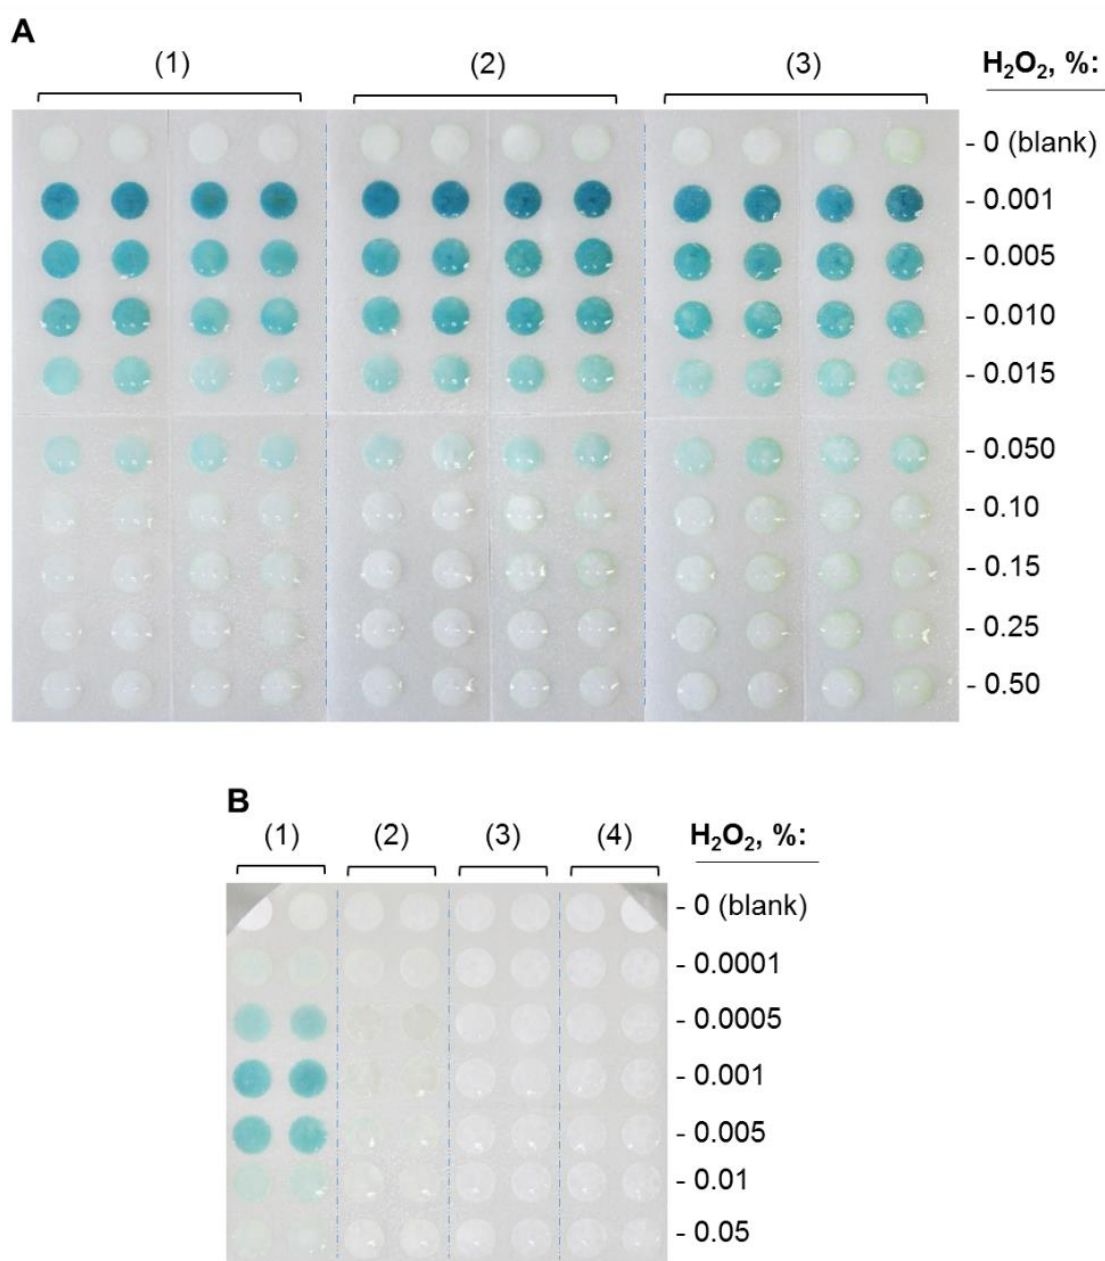 A
(1) (2) (3) H₂O₂, %:
- 0 (blank)
- 0.001
- 0.005
- 0.010
- 0.015
- 0.050
- 0.10
- 0.15
- 0.25
- 0.50
B
(1) (2) (3) (4) H₂O₂, %:
- 0 (blank)
- 0.0001
- 0.0005
- 0.001
- 0.005
- 0.01
- 0.05